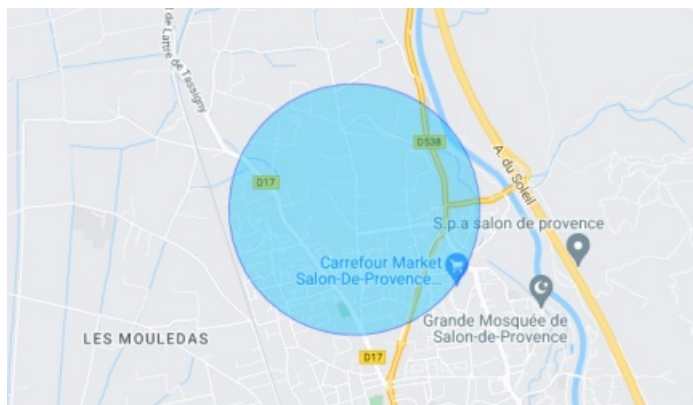 l de Lattre de Tassigny
D538
A. du Soleil
D17
S.p.a salon de provence
Carrefour Market
Salon-De-Provence...
Grande Mosquée de
Salon-de-Provence
LES MOULEDAS
D17